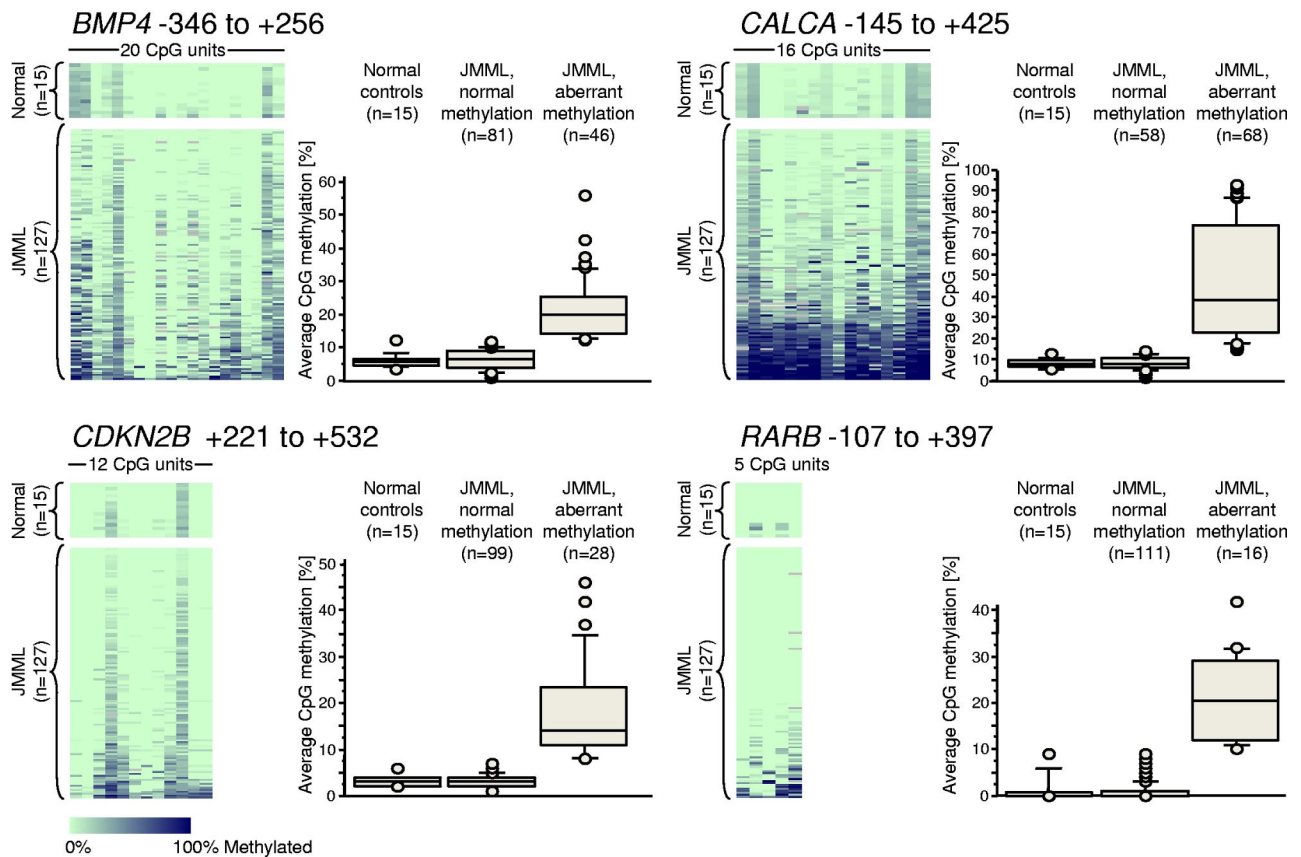 BMP4 -346 to +256
20 CpG units
Normal
(n=15)
JMML
(n=127)
Normal
controls
(n=15)
JMML,
normal
methylation
(n=81)
JMML,
aberrant
methylation
(n=46)
Average CpG methylation [%]
60
50
40
30
20
10
0
CALCA -145 to +425
16 CpG units
Normal
(n=15)
JMML
(n=127)
Normal
controls
(n=15)
JMML,
normal
methylation
(n=58)
JMML,
aberrant
methylation
(n=68)
Average CpG methylation [%]
100
90
80
70
60
50
40
30
20
10
0
CDKN2B +221 to +532
12 CpG units
Normal
(n=15)
JMML
(n=127)
Normal
controls
(n=15)
JMML,
normal
methylation
(n=99)
JMML,
aberrant
methylation
(n=28)
Average CpG methylation [%]
50
40
30
20
10
0
RARB -107 to +397
5 CpG units
Normal
(n=15)
JMML
(n=127)
Normal
controls
(n=15)
JMML,
normal
methylation
(n=111)
JMML,
aberrant
methylation
(n=16)
Average CpG methylation [%]
50
40
30
20
10
0
0% 100% Methylated